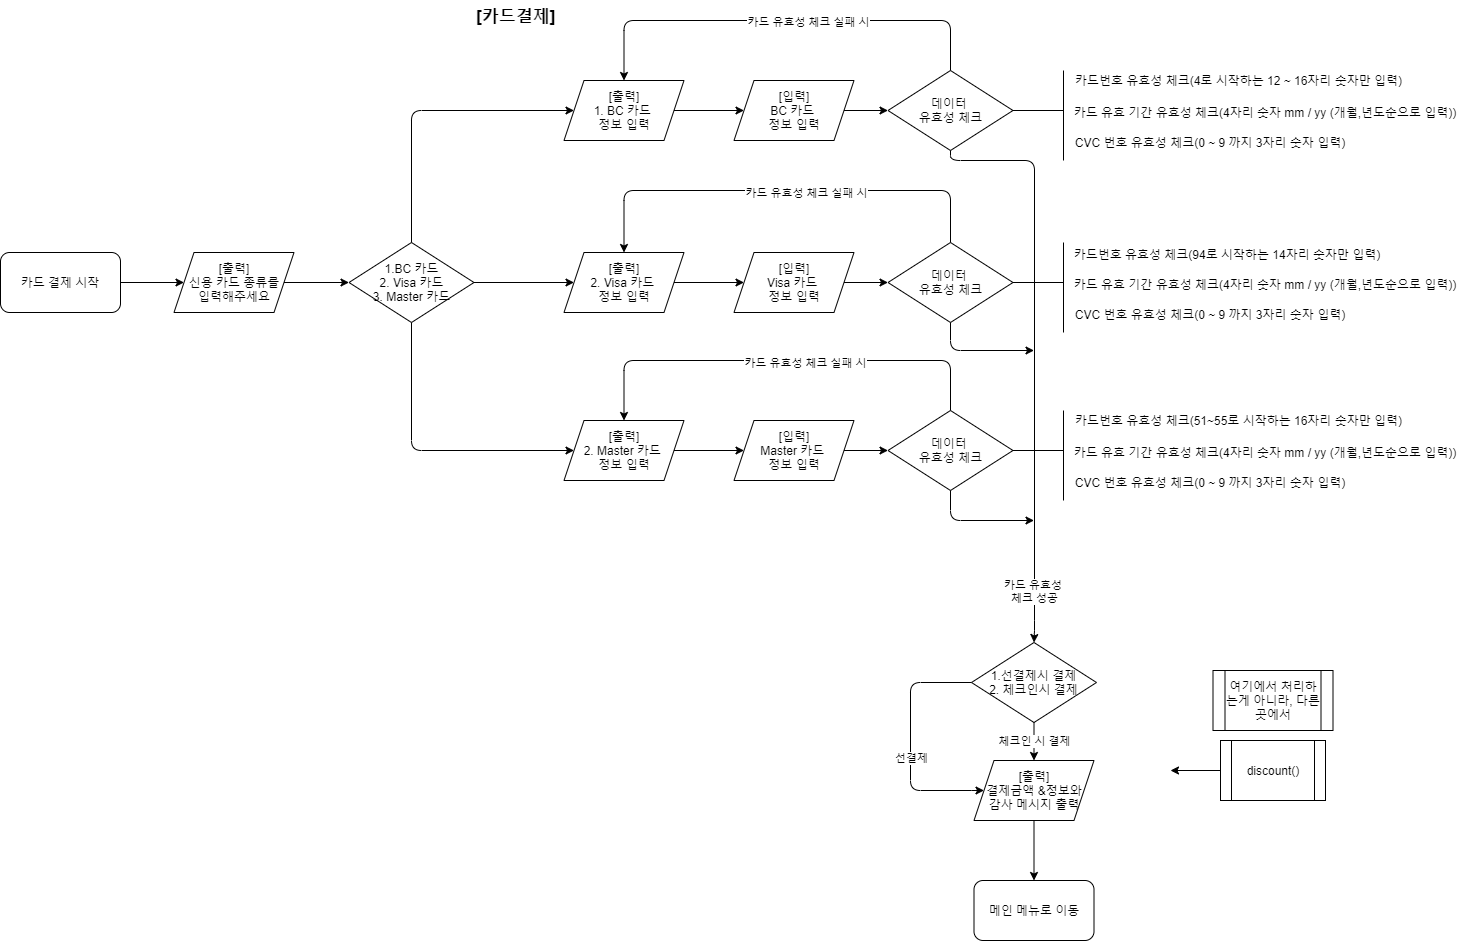 [카드결제]
카드 유효성 체크 실패 시
[출력]
1. BC 카드
정보 입력
[입력]
BC 카드
정보 입력
데이터
유효성 체크
카드번호 유효성 체크(4로 시작하는 12 ~ 16자리 숫자만 입력)
카드 유효 기간 유효성 체크(4자리 숫자 mm / yy (개월,년도순으로 입력))
CVC 번호 유효성 체크(0 ~ 9 까지 3자리 숫자 입력)
카드 유효성 체크 실패 시
카드 결제 시작
[출력]
신용 카드 종류를
입력해주세요
1.BC 카드
2. Visa 카드
3. Master 카드
[출력]
2. Visa 카드
정보 입력
[입력]
Visa 카드
정보 입력
데이터
유효성 체크
카드번호 유효성 체크(94로 시작하는 14자리 숫자만 입력)
카드 유효 기간 유효성 체크(4자리 숫자 mm / yy (개월,년도순으로 입력))
CVC 번호 유효성 체크(0 ~ 9 까지 3자리 숫자 입력)
카드 유효성 체크 실패 시
[출력]
2. Master 카드
정보 입력
[입력]
Master 카드
정보 입력
데이터
유효성 체크
카드번호 유효성 체크(51~55로 시작하는 16자리 숫자만 입력)
카드 유효 기간 유효성 체크(4자리 숫자 mm / yy (개월,년도순으로 입력))
CVC 번호 유효성 체크(0 ~ 9 까지 3자리 숫자 입력)
카드 유효성
체크 성공
1.선결제시 결제
2. 체크인시 결제
여기에서 처리하
는게 아니라, 다른
곳에서
체크인 시 결제
선결제
[출력]
결제금액 &정보와
감사 메시지 출력
discount()
메인 메뉴로 이동